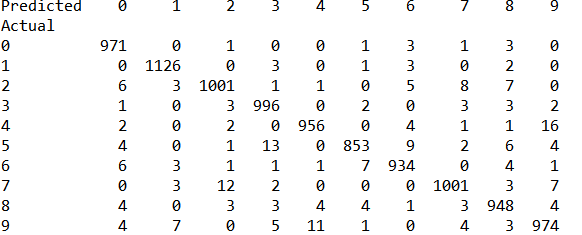 Predicted 0 1 2 3 4 5 6 7 8 9
Actual
0 971 0 1 0 0 1 3 1 3 0
1 0 1126 0 3 0 1 3 0 2 0
2 6 3 1001 1 1 0 5 8 7 0
3 1 0 3 996 0 2 0 3 3 2
4 2 0 2 0 956 0 4 1 1 16
5 4 0 1 13 0 853 9 2 6 4
6 6 3 1 1 1 7 934 0 4 1
7 0 3 12 2 0 0 0 1001 3 7
8 4 0 3 3 4 4 1 3 948 4
9 4 7 0 5 11 1 0 4 3 974